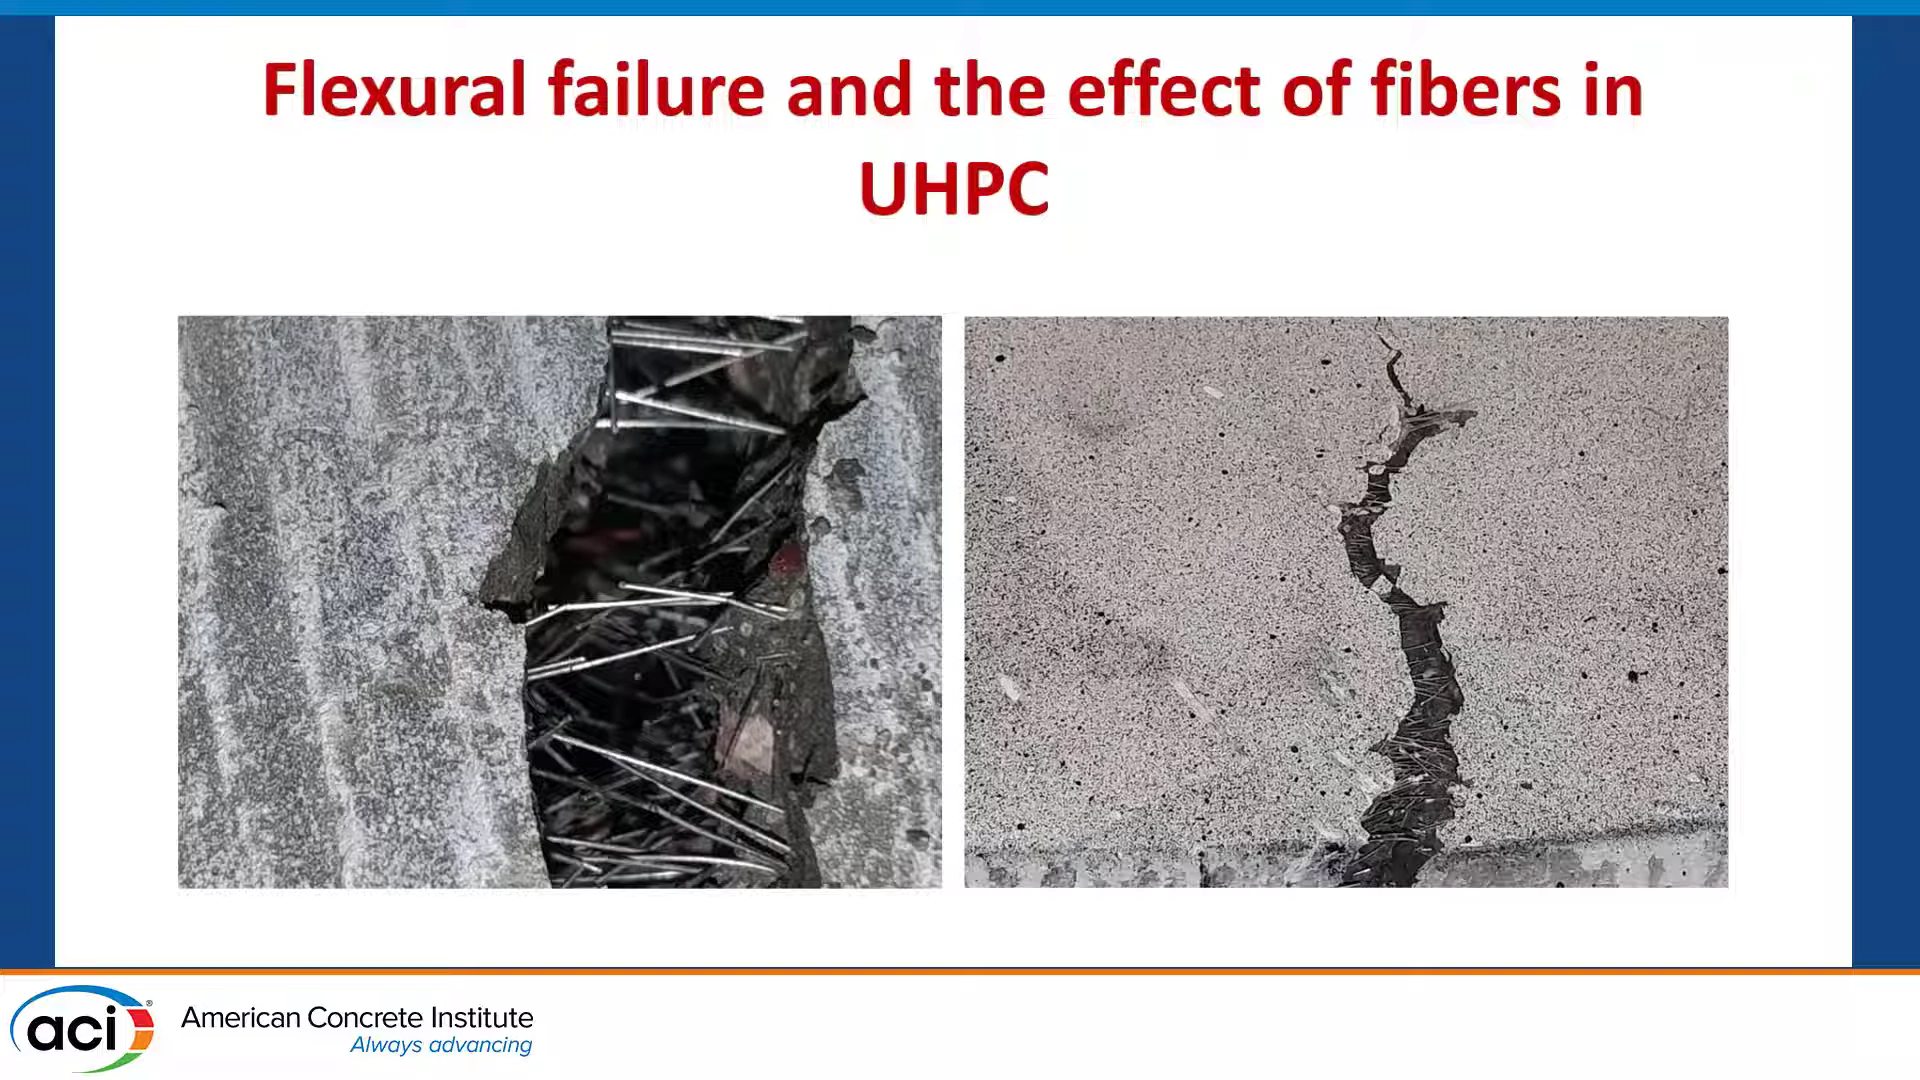 Flexural failure and the effect of fibers in
UHPC
aci®
American Concrete Institute
Always advancing